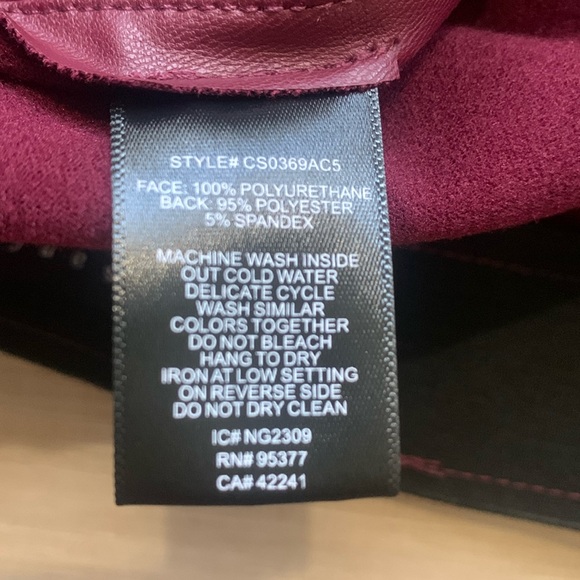 STYLE# CS0369AC5
FACE: 100% POLYURETHANE
BACK: 95% POLYESTER
5% SPANDEX
MACHINE WASH INSIDE
OUT COLD WATER
DELICATE CYCLE
WASH SIMILAR
COLORS TOGETHER
DO NOT BLEACH
HANG TO DRY
IRON AT LOW SETTING
ON REVERSE SIDE
DO NOT DRY CLEAN
IC# NG2309
RN# 95377
CA# 42241